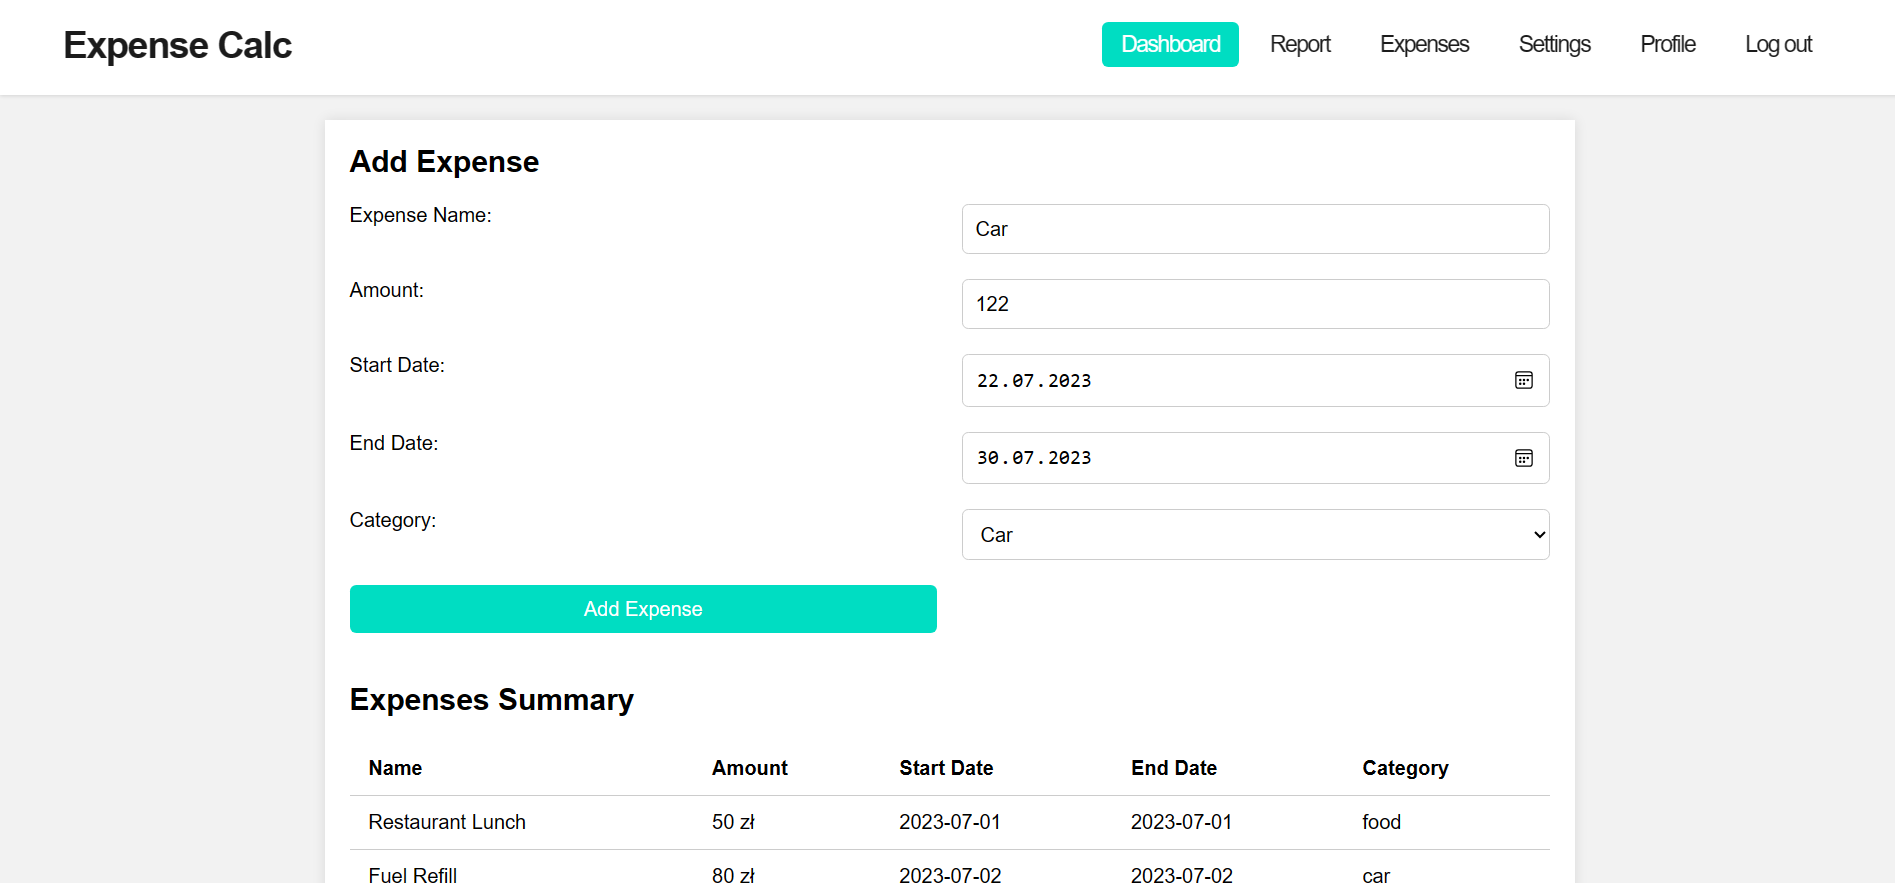 Expense Calc
Dashboard Report Expenses Settings Profile Log out
Add Expense
Expense Name: Car
Amount: 122
Start Date: 22.07.2023
End Date: 30.07.2023
Category: Car
Add Expense
Expenses Summary
Name Amount Start Date End Date Category
Restaurant Lunch 50 zł 2023-07-01 2023-07-01 food
Fuel Refill 80 zł 2023-07-02 2023-07-02 car